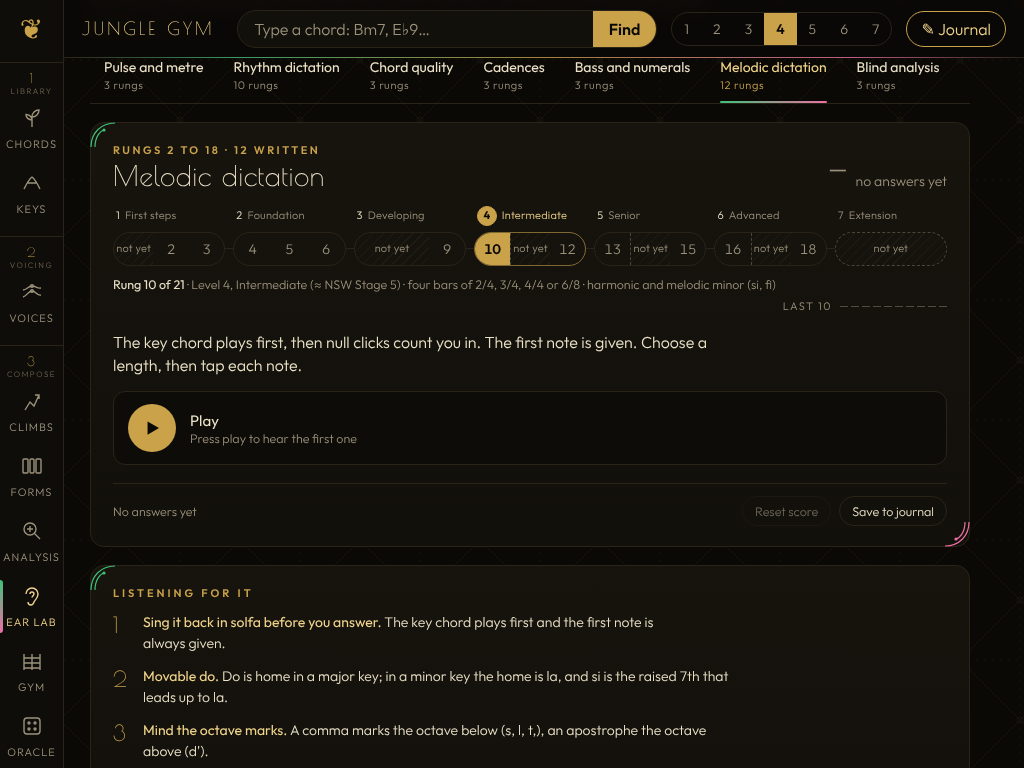 JUNGLE GYM
Type a chord: Bm7, E♭9...
Find
1 2 3 4 5 6 7
✎ Journal
1
LIBRARY
CHORDS
KEYS
2
VOICING
VOICES
3
COMPOSE
CLIMBS
FORMS
ANALYSIS
EAR LAB
GYM
ORACLE
Pulse and metre
3 rungs
Rhythm dictation
10 rungs
Chord quality
3 rungs
Cadences
3 rungs
Bass and numerals
3 rungs
Melodic dictation
12 rungs
Blind analysis
3 rungs
RUNGS 2 TO 18 · 12 WRITTEN
Melodic dictation
— no answers yet
1 First steps
2 Foundation
3 Developing
4 Intermediate
5 Senior
6 Advanced
7 Extension
not yet 2 3
4 5 6
not yet 9
10 not yet 12
13 not yet 15
16 not yet 18
not yet
Rung 10 of 21 · Level 4, Intermediate (≈ NSW Stage 5) · four bars of 2/4, 3/4, 4/4 or 6/8 · harmonic and melodic minor (si, fi)
LAST 10
The key chord plays first, then null clicks count you in. The first note is given. Choose a
length, then tap each note.
Play
Press play to hear the first one
No answers yet
Reset score
Save to journal
LISTENING FOR IT
1 Sing it back in solfa before you answer. The key chord plays first and the first note is
always given.
2 Movable do. Do is home in a major key; in a minor key the home is la, and si is the raised 7th that
leads up to la.
3 Mind the octave marks. A comma marks the octave below (s, l, t,), an apostrophe the octave
above (d').